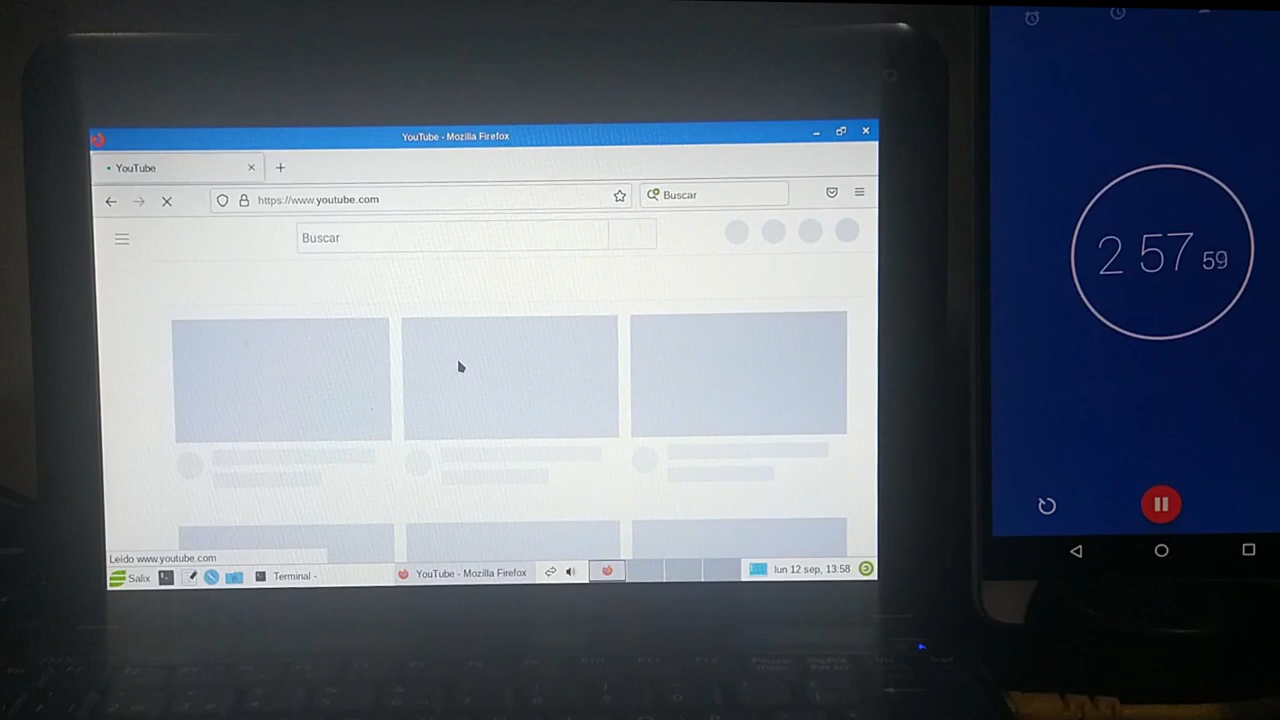 YouTube - Mozilla Firefox
YouTube
https://www.youtube.com
Buscar
Buscar
Leido www.youtube.com
Salix
Terminal -
YouTube - Mozilla Firefox
lun 12 sep, 13:58
2 57 59